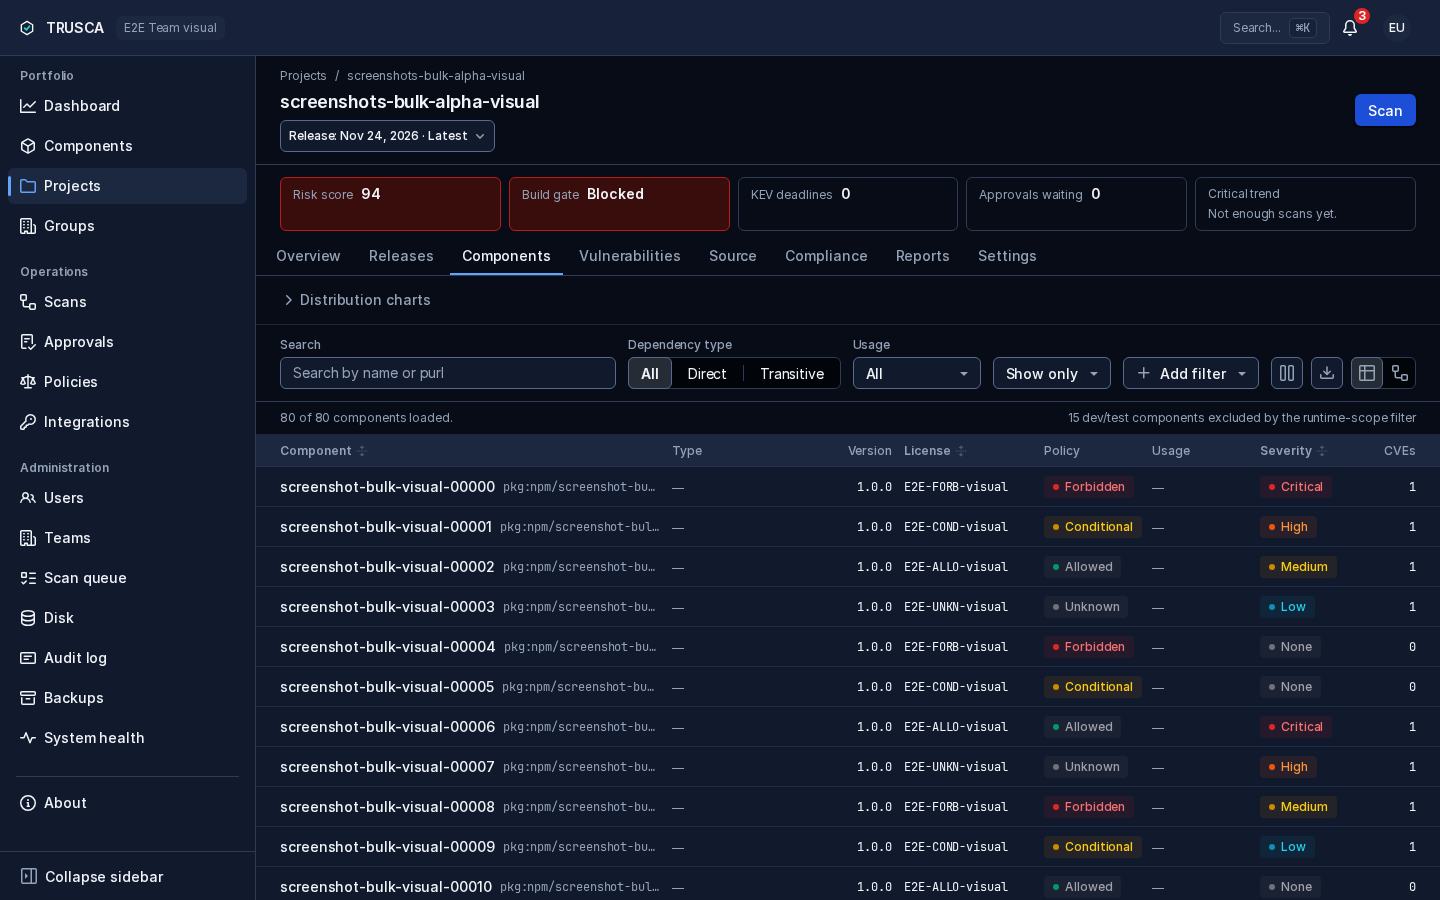 TRUSCA E2E Team visual Search... ⌘K 3 EU
Portfolio
Dashboard
Components
Projects
Groups
Operations
Scans
Approvals
Policies
Integrations
Administration
Users
Teams
Scan queue
Disk
Audit log
Backups
System health
About
Collapse sidebar
Projects / screenshots-bulk-alpha-visual
screenshots-bulk-alpha-visual
Release: Nov 24, 2026 · Latest
Scan
Risk score 94
Build gate Blocked
KEV deadlines 0
Approvals waiting 0
Critical trend
Not enough scans yet.
Overview Releases Components Vulnerabilities Source Compliance Reports Settings
Distribution charts
Search Dependency type Usage
Search by name or purl All Direct Transitive All Show only Add filter
80 of 80 components loaded. 15 dev/test components excluded by the runtime-scope filter
Component Type Version License Policy Usage Severity CVEs
screenshot-bulk-visual-00000 pkg:npm/screenshot-bu… — 1.0.0 E2E-FORB-visual Forbidden — Critical 1
screenshot-bulk-visual-00001 pkg:npm/screenshot-bul… — 1.0.0 E2E-COND-visual Conditional — High 1
screenshot-bulk-visual-00002 pkg:npm/screenshot-bu… — 1.0.0 E2E-ALLO-visual Allowed — Medium 1
screenshot-bulk-visual-00003 pkg:npm/screenshot-bu… — 1.0.0 E2E-UNKN-visual Unknown — Low 1
screenshot-bulk-visual-00004 pkg:npm/screenshot-bu… — 1.0.0 E2E-FORB-visual Forbidden — None 0
screenshot-bulk-visual-00005 pkg:npm/screenshot-bu… — 1.0.0 E2E-COND-visual Conditional — None 0
screenshot-bulk-visual-00006 pkg:npm/screenshot-bu… — 1.0.0 E2E-ALLO-visual Allowed — Critical 1
screenshot-bulk-visual-00007 pkg:npm/screenshot-bu… — 1.0.0 E2E-UNKN-visual Unknown — High 1
screenshot-bulk-visual-00008 pkg:npm/screenshot-bu… — 1.0.0 E2E-FORB-visual Forbidden — Medium 1
screenshot-bulk-visual-00009 pkg:npm/screenshot-bu… — 1.0.0 E2E-COND-visual Conditional — Low 1
screenshot-bulk-visual-00010 pkg:npm/screenshot-bul… — 1.0.0 E2E-ALLO-visual Allowed — None 0